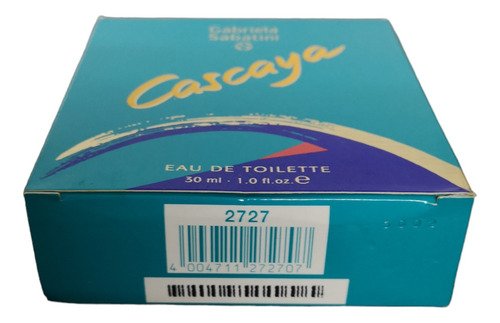 Gabriela
Sabatini
Cascaya
EAU DE TOILETTE
30 ml · 1.0 fl.oz. ℮
2727
4 004711 272707